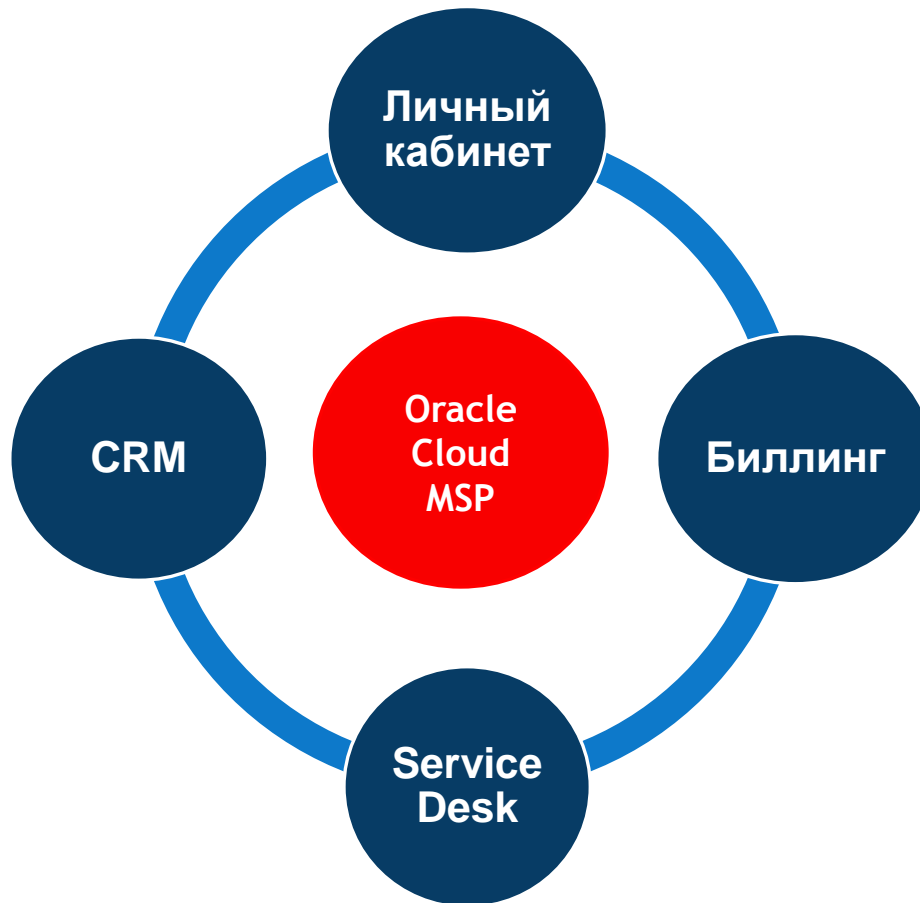 Личный
кабинет
CRM
Oracle
Cloud
MSP
Биллинг
Service
Desk